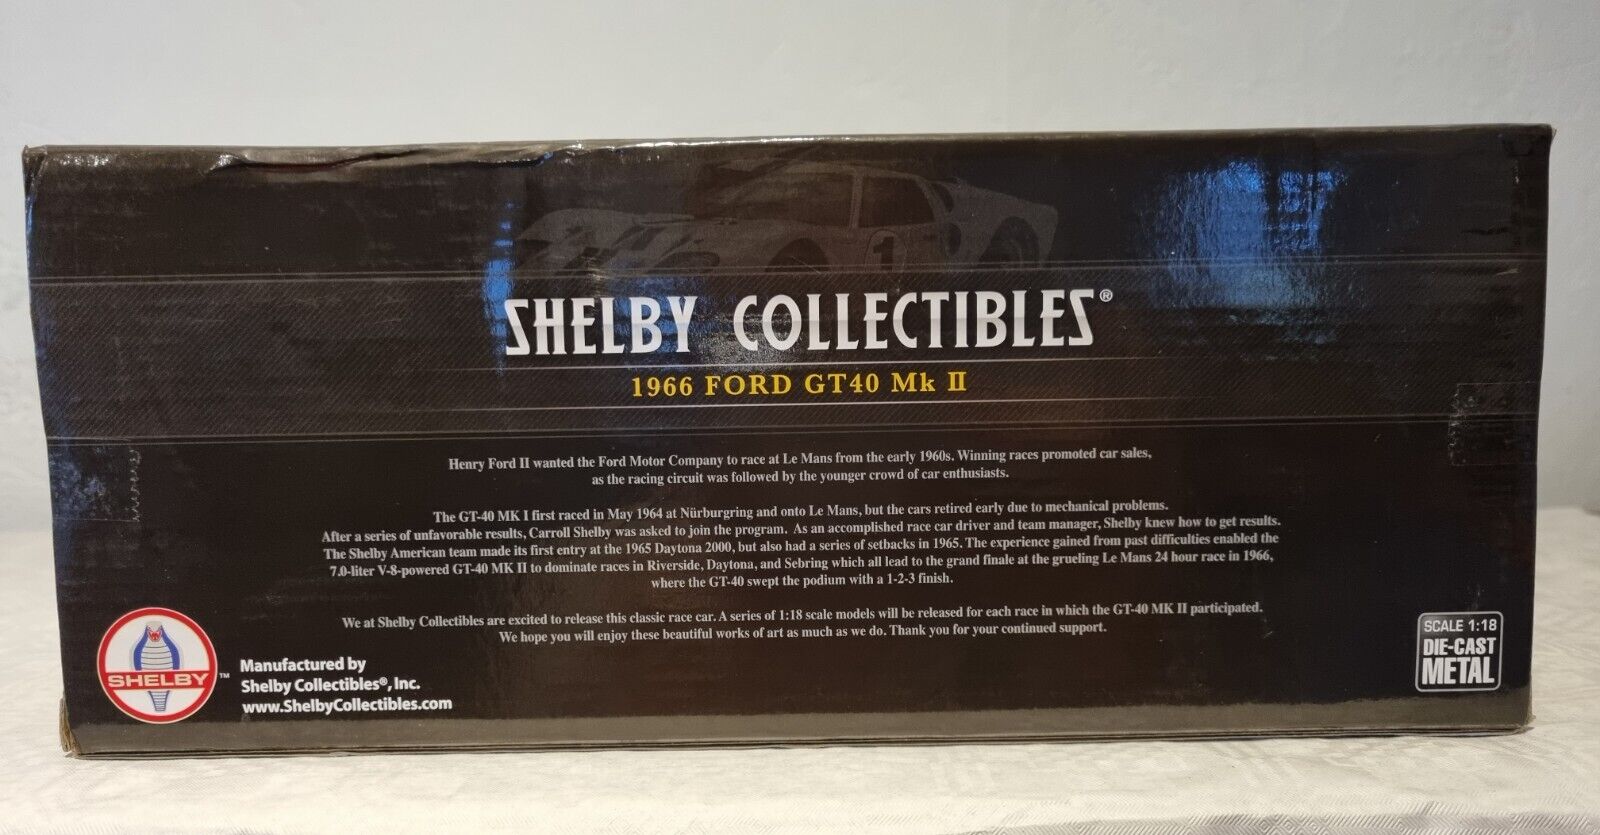 1
SHELBY COLLECTIBLES®
1966 FORD GT40 Mk II
Henry Ford II wanted the Ford Motor Company to race at Le Mans from the early 1960s. Winning races promoted car sales,
as the racing circuit was followed by the younger crowd of car enthusiasts.
The GT-40 MK I first raced in May 1964 at Nürburgring and onto Le Mans, but the cars retired early due to mechanical problems.
After a series of unfavorable results, Carroll Shelby was asked to join the program. As an accomplished race car driver and team manager, Shelby knew how to get results.
The Shelby American team made its first entry at the 1965 Daytona 2000, but also had a series of setbacks in 1965. The experience gained from past difficulties enabled the
7.0-liter V-8-powered GT-40 MK II to dominate races in Riverside, Daytona, and Sebring which all lead to the grand finale at the grueling Le Mans 24 hour race in 1966,
where the GT-40 swept the podium with a 1-2-3 finish.
We at Shelby Collectibles are excited to release this classic race car. A series of 1:18 scale models will be released for each race in which the GT-40 MK II participated.
We hope you will enjoy these beautiful works of art as much as we do. Thank you for your continued support.
SHELBY™
Manufactured by
Shelby Collectibles®, Inc.
www.ShelbyCollectibles.com
SCALE 1:18
DIE-CAST
METAL